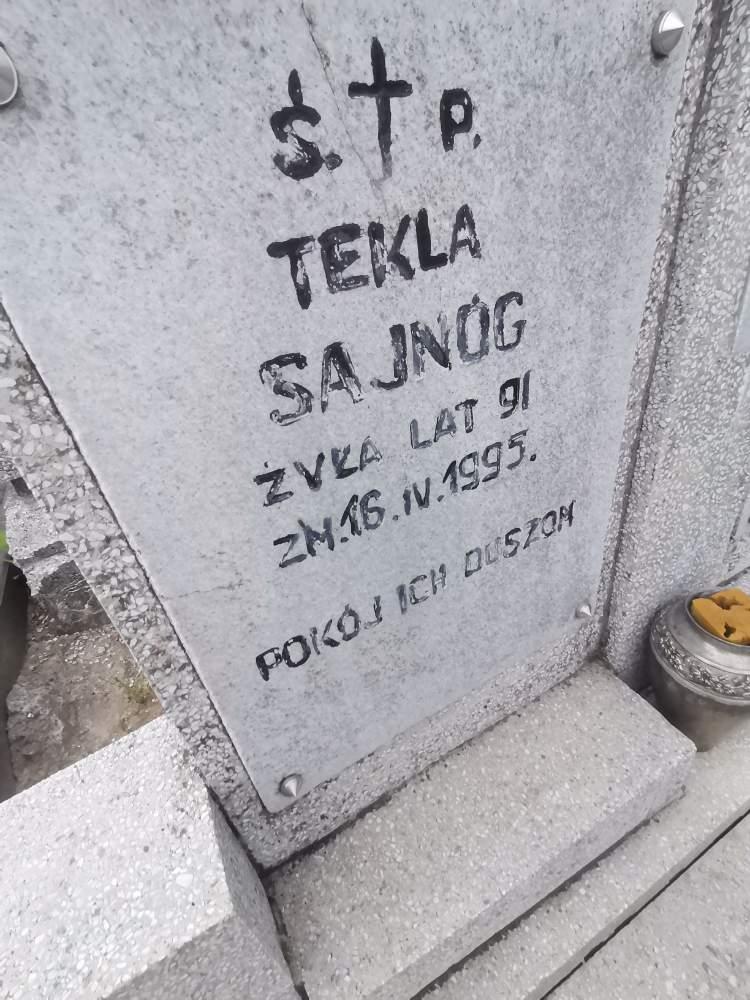 Ś. † P.
TEKLA
SAJNÓG
ŻYŁA LAT 91
ZM. 16. IV. 1995.
POKÓJ ICH DUSZOM